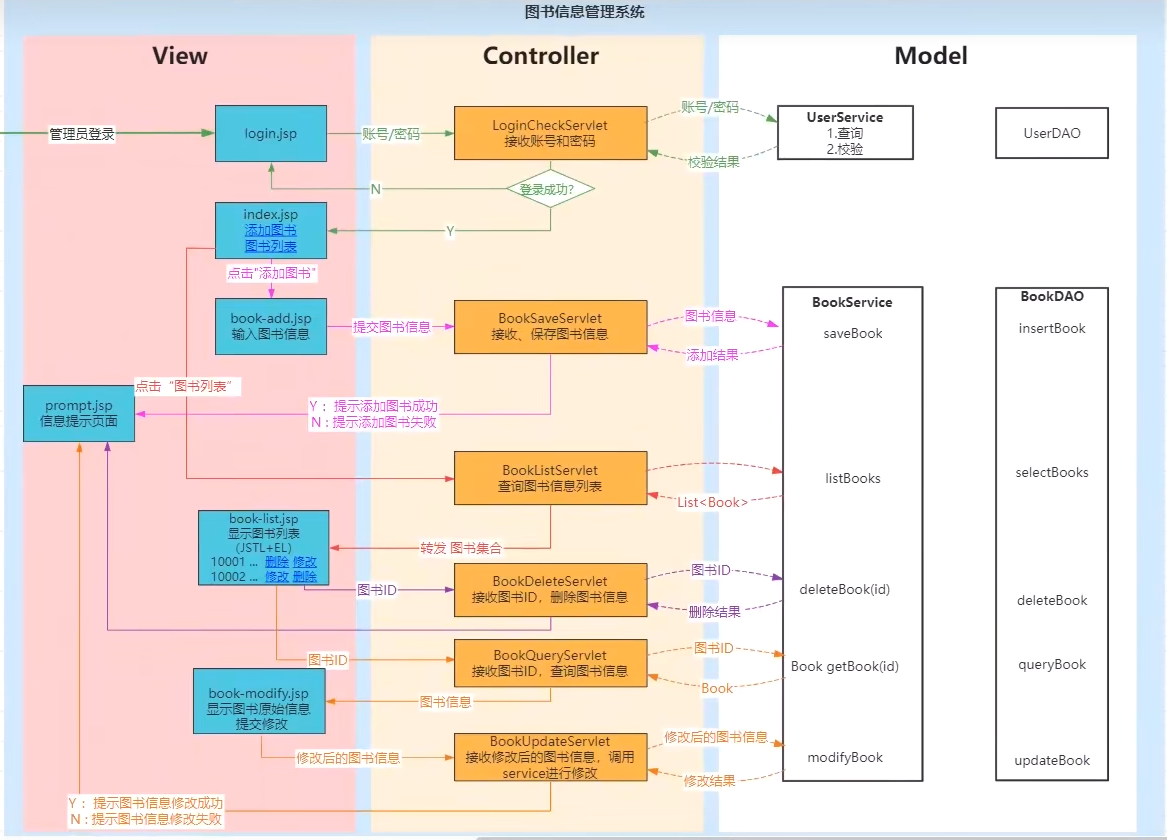 图书信息管理系统
View
Controller
Model
管理员登录
login.jsp
账号/密码
LoginCheckServlet
接收账号和密码
账号/密码
校验结果
UserService
1.查询
2.校验
UserDAO
N
登录成功?
Y
index.jsp
添加图书
图书列表
点击"添加图书"
book-add.jsp
输入图书信息
提交图书信息
BookSaveServlet
接收、保存图书信息
图书信息
添加结果
BookService
saveBook
BookDAO
insertBook
点击“图书列表”
prompt.jsp
信息提示页面
Y ：提示添加图书成功
N : 提示添加图书失败
BookListServlet
查询图书信息列表
List<Book>
listBooks
selectBooks
book-list.jsp
显示图书列表
(JSTL+EL)
10001 ... 删除 修改
10002 ... 修改 删除
转发 图书集合
图书ID
BookDeleteServlet
接收图书ID，删除图书信息
图书ID
删除结果
deleteBook(id)
deleteBook
图书ID
BookQueryServlet
接收图书ID，查询图书信息
图书ID
Book
Book getBook(id)
queryBook
book-modify.jsp
显示图书原始信息
提交修改
图书信息
修改后的图书信息
BookUpdateServlet
接收修改后的图书信息，调用
service进行修改
修改后的图书信息
修改结果
modifyBook
updateBook
Y ：提示图书信息修改成功
N : 提示图书信息修改失败